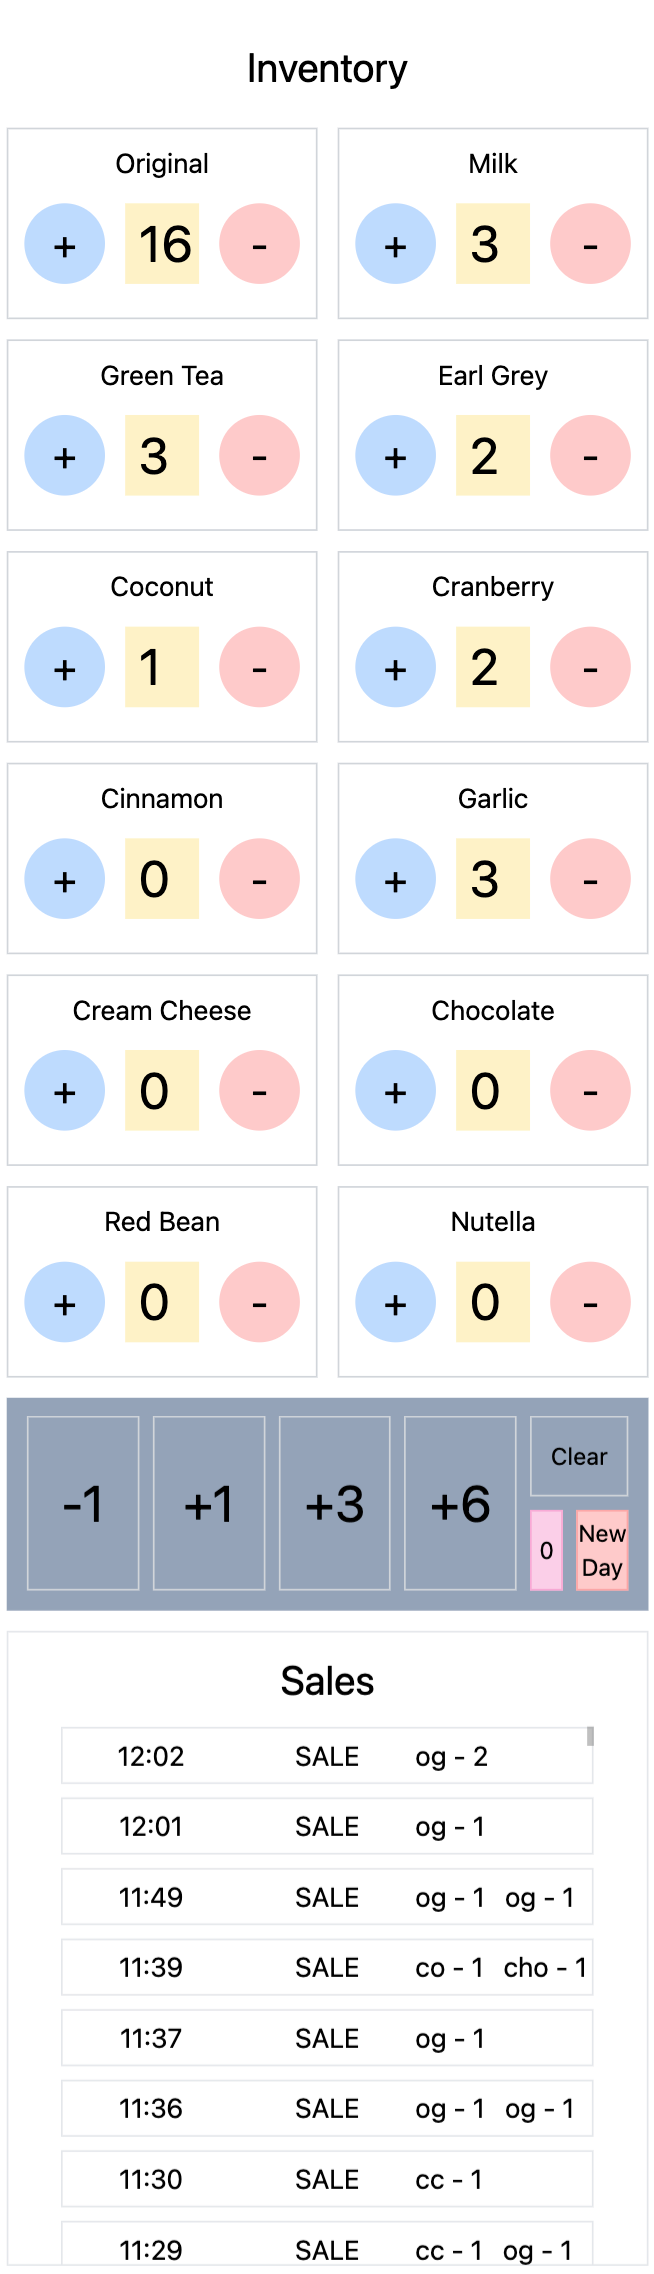 Inventory
Original Milk
+ 16 - + 3 -
Green Tea Earl Grey
+ 3 - + 2 -
Coconut Cranberry
+ 1 - + 2 -
Cinnamon Garlic
+ 0 - + 3 -
Cream Cheese Chocolate
+ 0 - + 0 -
Red Bean Nutella
+ 0 - + 0 -
-1 +1 +3 +6 Clear
0 New Day
Sales
12:02 SALE og - 2
12:01 SALE og - 1
11:49 SALE og - 1 og - 1
11:39 SALE co - 1 cho - 1
11:37 SALE og - 1
11:36 SALE og - 1 og - 1
11:30 SALE cc - 1
11:29 SALE cc - 1 og - 1